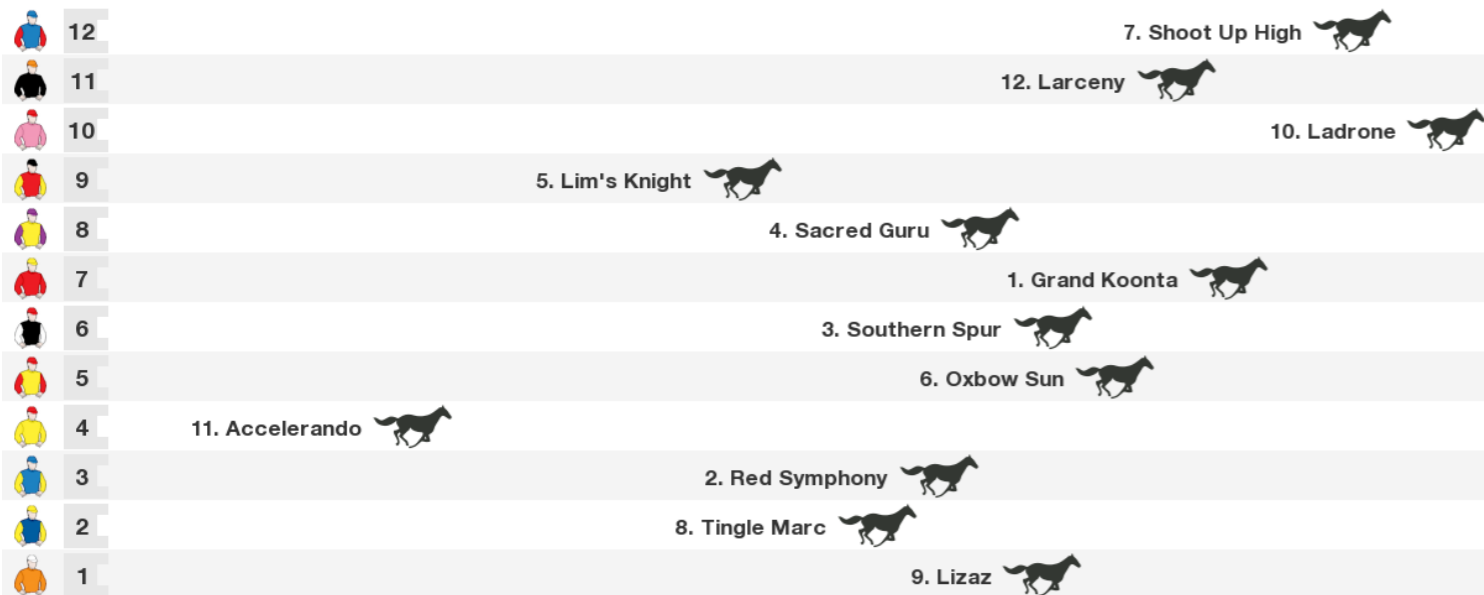 12 7. Shoot Up High
11 12. Larceny
10 10. Ladrone
9 5. Lim's Knight
8 4. Sacred Guru
7 1. Grand Koonta
6 3. Southern Spur
5 6. Oxbow Sun
4 11. Accelerando
3 2. Red Symphony
2 8. Tingle Marc
1 9. Lizaz